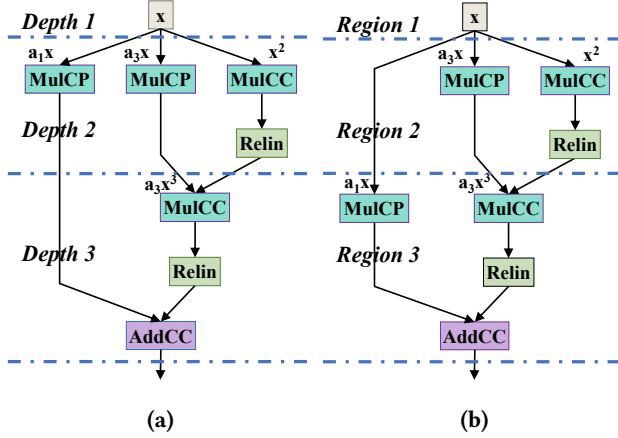 Depth 1
x
a₁x
a₃x
x²
MulCP
MulCP
MulCC
Depth 2
Relin
a₃x³
MulCC
Depth 3
Relin
AddCC
(a)
Region 1
x
a₃x
x²
MulCP
MulCC
Region 2
Relin
a₁x
a₃x³
MulCP
MulCC
Region 3
Relin
AddCC
(b)